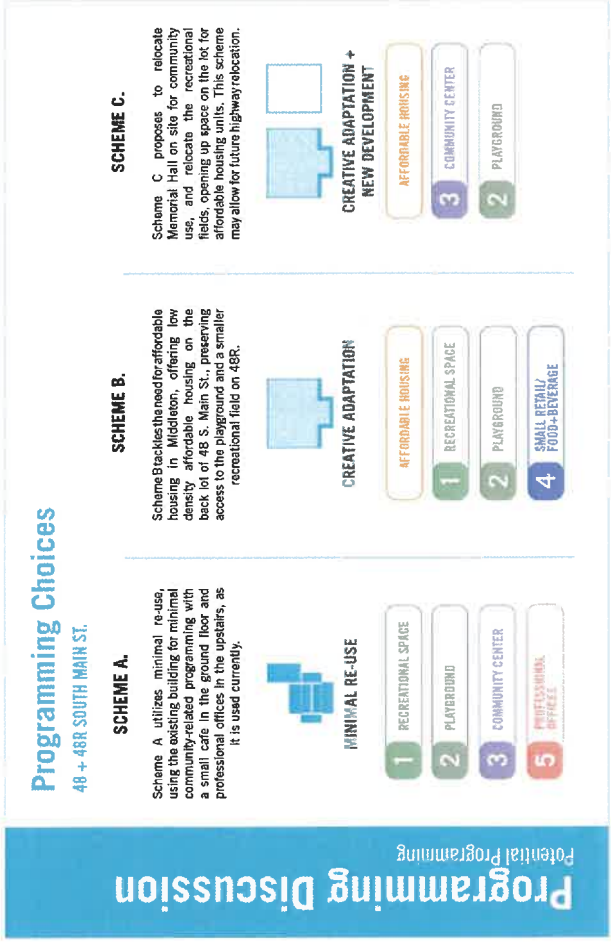 Programming Discussion
Potential Programming
Programming Choices
48 + 48R SOUTH MAIN ST.
SCHEME A.
Scheme A utilizes minimal re-use,
using the existing building for minimal
community-related programming with
a small cafe in the ground floor and
professional offices in the upstairs, as
it is used currently.
MINIMAL RE-USE
1 RECREATIONAL SPACE
2 PLAYGROUND
3 COMMUNITY CENTER
5 PROFESSIONAL
OFFICES
SCHEME B.
Scheme B tackles the need for affordable
housing in Middleton, offering low
density affordable housing on the
back lot of 48 S. Main St., preserving
access to the playground and a smaller
recreational field on 48R.
CREATIVE ADAPTATION
AFFORDABLE HOUSING
1 RECREATIONAL SPACE
2 PLAYGROUND
4 SMALL RETAIL/
FOOD+BEVERAGE
SCHEME C.
Scheme C proposes to relocate
Memorial Hall on site for community
use, and relocate the recreational
fields, opening up space on the lot for
affordable housing units. This scheme
may allow for future highway relocation.
CREATIVE ADAPTATION +
NEW DEVELOPMENT
AFFORDABLE HOUSING
3 COMMUNITY CENTER
2 PLAYGROUND